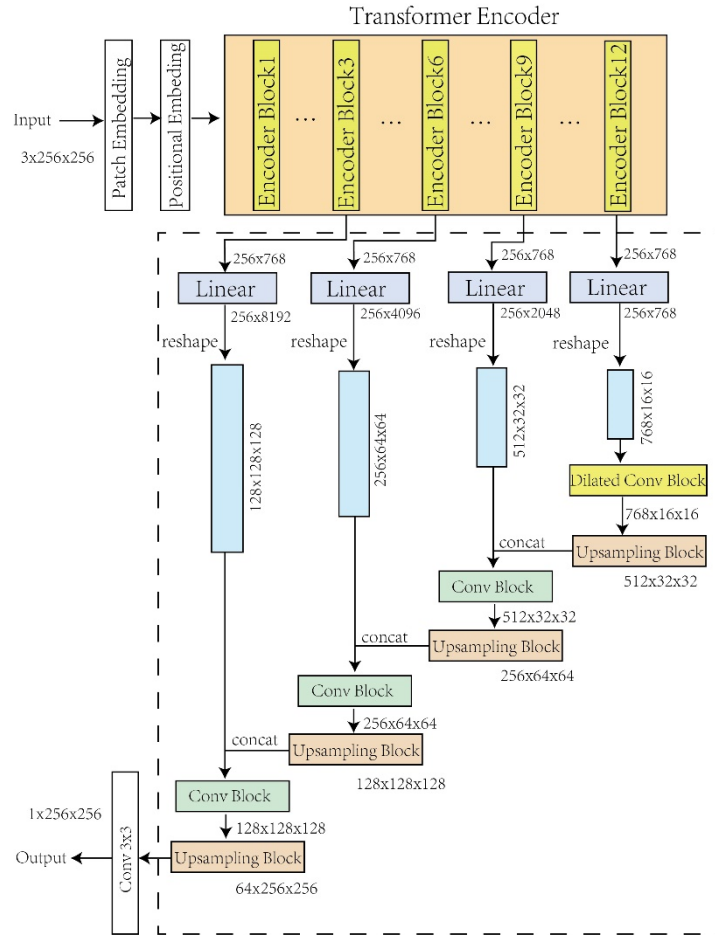 Transformer Encoder
Input
3x256x256
Patch Embedding
Positional Embeding
Encoder Block1
...
Encoder Block3
...
Encoder Block6
...
Encoder Block9
...
Encoder Block12
256x768
256x768
256x768
256x768
Linear
Linear
Linear
Linear
256x8192
256x4096
256x2048
256x768
reshape
reshape
reshape
reshape
128x128x128
256x64x64
512x32x32
768x16x16
Dilated Conv Block
768x16x16
concat
Upsampling Block
512x32x32
Conv Block
512x32x32
concat
Upsampling Block
256x64x64
Conv Block
256x64x64
concat
Upsampling Block
128x128x128
Conv Block
128x128x128
1x256x256
Output
Conv 3x3
Upsampling Block
64x256x256